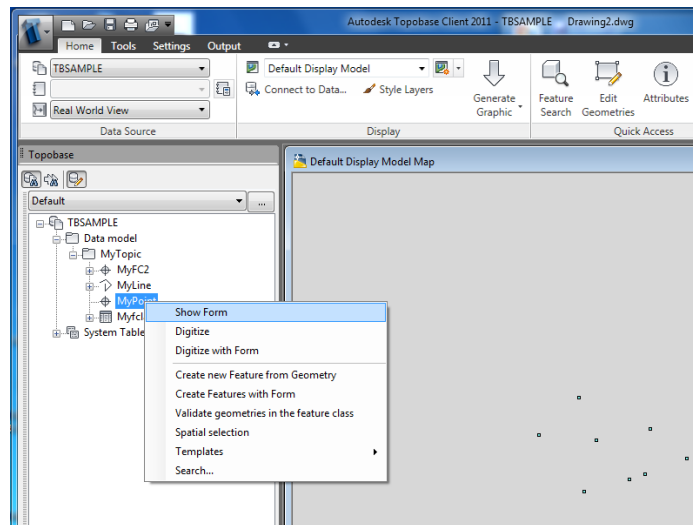 Autodesk Topobase Client 2011 - TBSAMPLE Drawing2.dwg
Home Tools Settings Output
TBSAMPLE
Real World View
Data Source
Default Display Model
Connect to Data... Style Layers
Generate Graphic
Display
Feature Search
Edit Geometries
Attributes
Quick Access
Topobase
Default
...
TBSAMPLE
Data model
MyTopic
MyFC2
MyLine
MyPoint
Myfcl
System Table
Default Display Model Map
Show Form
Digitize
Digitize with Form
Create new Feature from Geometry
Create Features with Form
Validate geometries in the feature class
Spatial selection
Templates
Search...